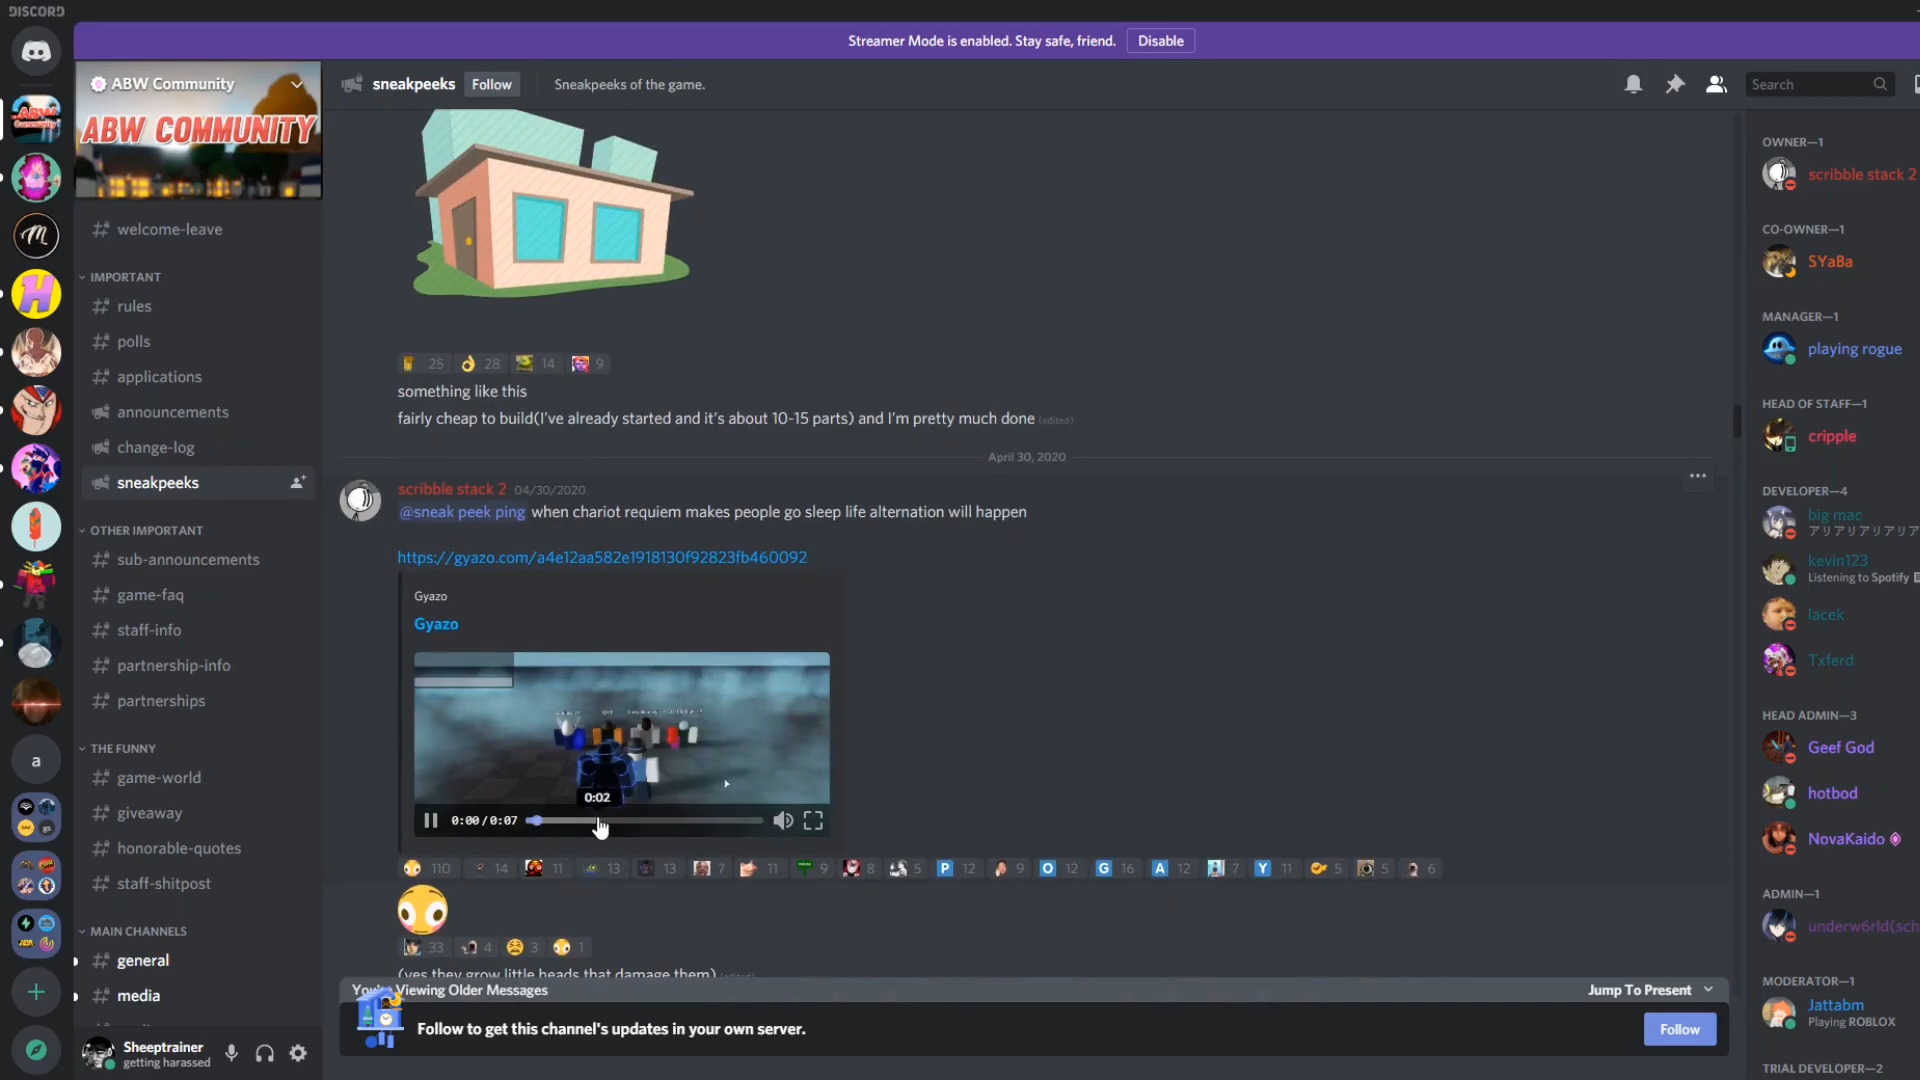 DISCORD
Streamer Mode is enabled. Stay safe, friend.
Disable
ABW Community
ABW COMMUNITY
welcome-leave
IMPORTANT
rules
polls
applications
announcements
change-log
sneakpeeks
OTHER IMPORTANT
sub-announcements
game-faq
staff-info
partnership-info
partnerships
THE FUNNY
game-world
giveaway
honorable-quotes
staff-shitpost
MAIN CHANNELS
general
media
Sheeptrainer
getting harassed
a
sneakpeeks
Follow
Sneakpeeks of the game.
Search
25 28 14 9
something like this
fairly cheap to build(I've already started and it's about 10-15 parts) and I'm pretty much done (edited)
April 30, 2020
scribble stack 2 04/30/2020
@sneak peek ping when chariot requiem makes people go sleep life alternation will happen
https://gyazo.com/a4e12aa582e1918130f92823fb460092
Gyazo
Gyazo
0:02
0:00/0:07
110 14 11 13 13 7 11 9 8 5 P 12 9 O 12 G 16 A 12 7 Y 11 5 5 6
33 4 3 1
(yes they grow little heads that damage them) (edited)
Viewing Older Messages
Jump To Present
Follow to get this channel's updates in your own server.
Follow
OWNER—1
scribble stack 2
CO-OWNER—1
SYaBa
MANAGER—1
playing rogue
HEAD OF STAFF—1
cripple
DEVELOPER—4
big mac
アリアリアリアリア
kevin123
Listening to Spotify
lacek
Txferd
HEAD ADMIN—3
Geef God
hotbod
NovaKaido
ADMIN—1
underw6rld(sch
MODERATOR—1
Jattabm
Playing ROBLOX
TRIAL DEVELOPER—2